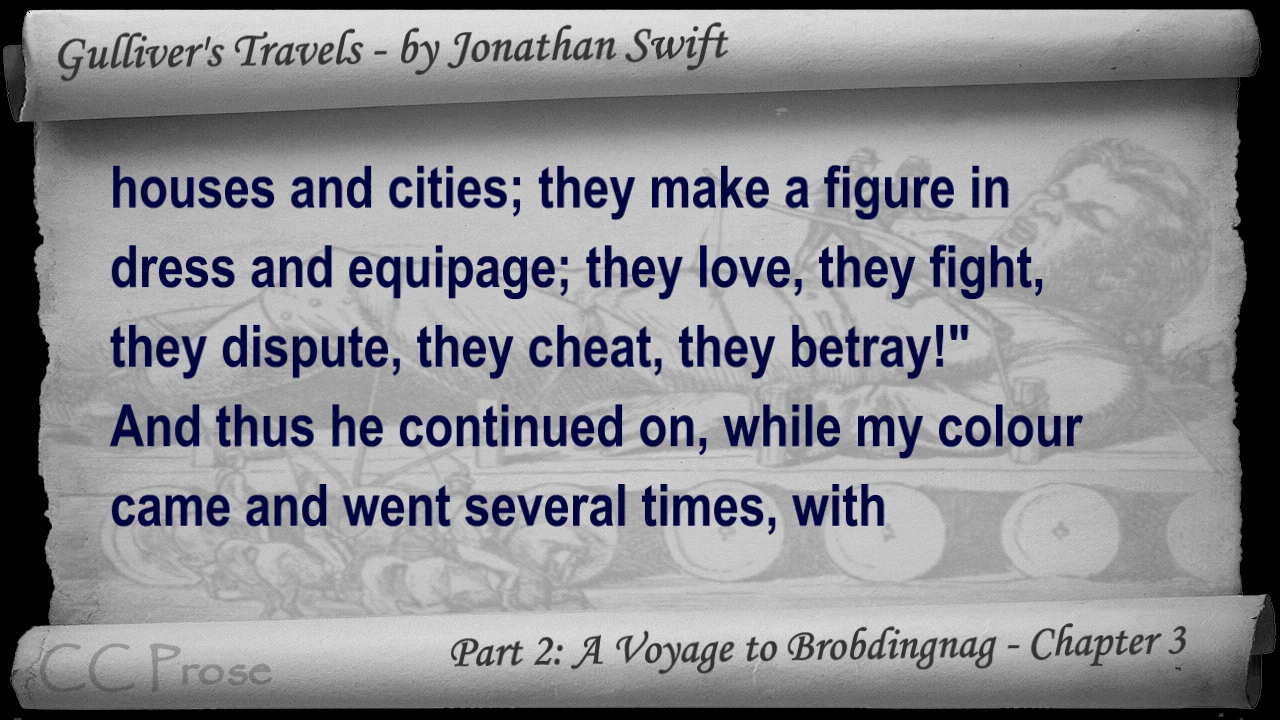 Gulliver's Travels - by Jonathan Swift
houses and cities; they make a figure in
dress and equipage; they love, they fight,
they dispute, they cheat, they betray!"
And thus he continued on, while my colour
came and went several times, with
Part 2: A Voyage to Brobdingnag - Chapter 3
CC Prose